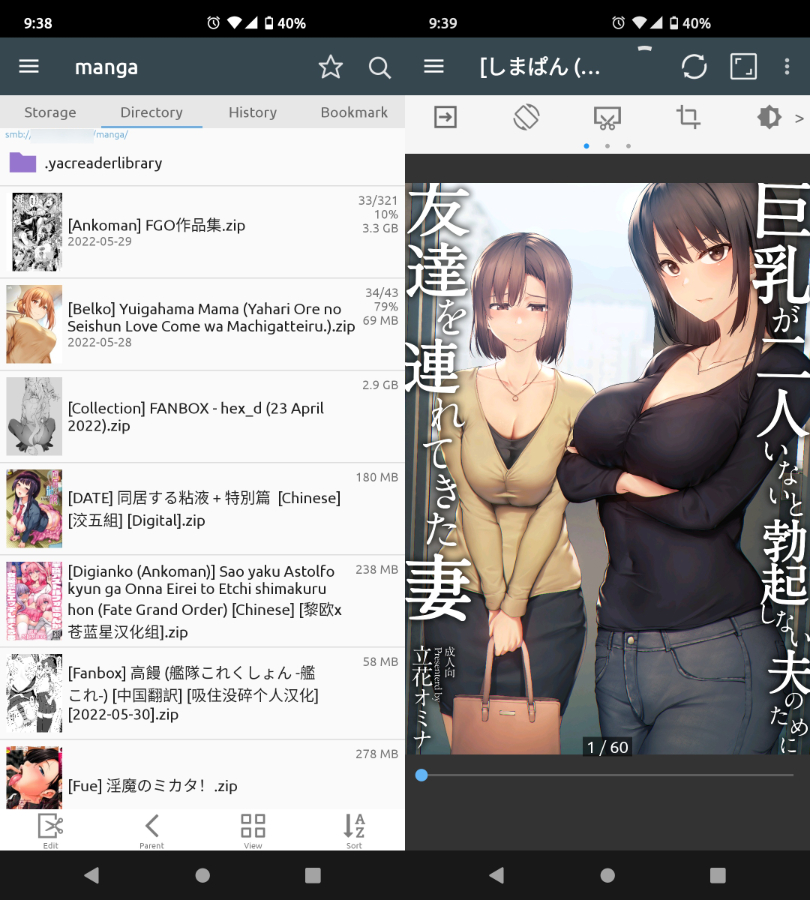 9:38
40%
manga
Storage
Directory
History
Bookmark
smb://
/manga/
.yacreaderlibrary
[Ankoman] FGO作品集.zip
2022-05-29
33/321
10%
3.3 GB
[Belko] Yuigahama Mama (Yahari Ore no
Seishun Love Come wa Machigatteiru.).zip
2022-05-28
34/43
79%
69 MB
[Collection] FANBOX - hex_d (23 April
2022).zip
2.9 GB
[DATE] 同居する粘液 + 特別篇 [Chinese]
[洨五組] [Digital].zip
180 MB
[Digianko (Ankoman)] Sao yaku Astolfo
kyun ga Onna Eirei to Etchi shimakuru
hon (Fate Grand Order) [Chinese] [黎欧x
苍蓝星汉化组].zip
238 MB
[Fanbox] 高鏝 (艦隊これくしょん -艦
これ-) [中国翻訳] [吸住没碎个人汉化]
[2022-05-30].zip
58 MB
[Fue] 淫魔のミカタ！.zip
278 MB
Edit
Parent
View
A
Z
Sort
9:39
40%
[しまぱん (...
>
巨乳が二人いないと勃起しない夫のために
友達を連れてきた妻
成人向
Presented by
立花オミナ
1 / 60